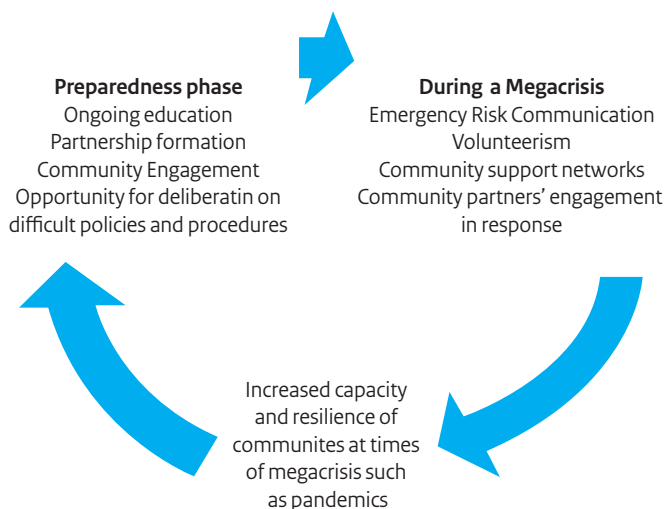 Preparedness phase
Ongoing education
Partnership formation
Community Engagement
Opportunity for deliberatin on
difficult policies and procedures
During a Megacrisis
Emergency Risk Communication
Volunteerism
Community support networks
Community partners’ engagement
in response
Increased capacity
and resilience of
communites at times
of megacrisis such
as pandemics